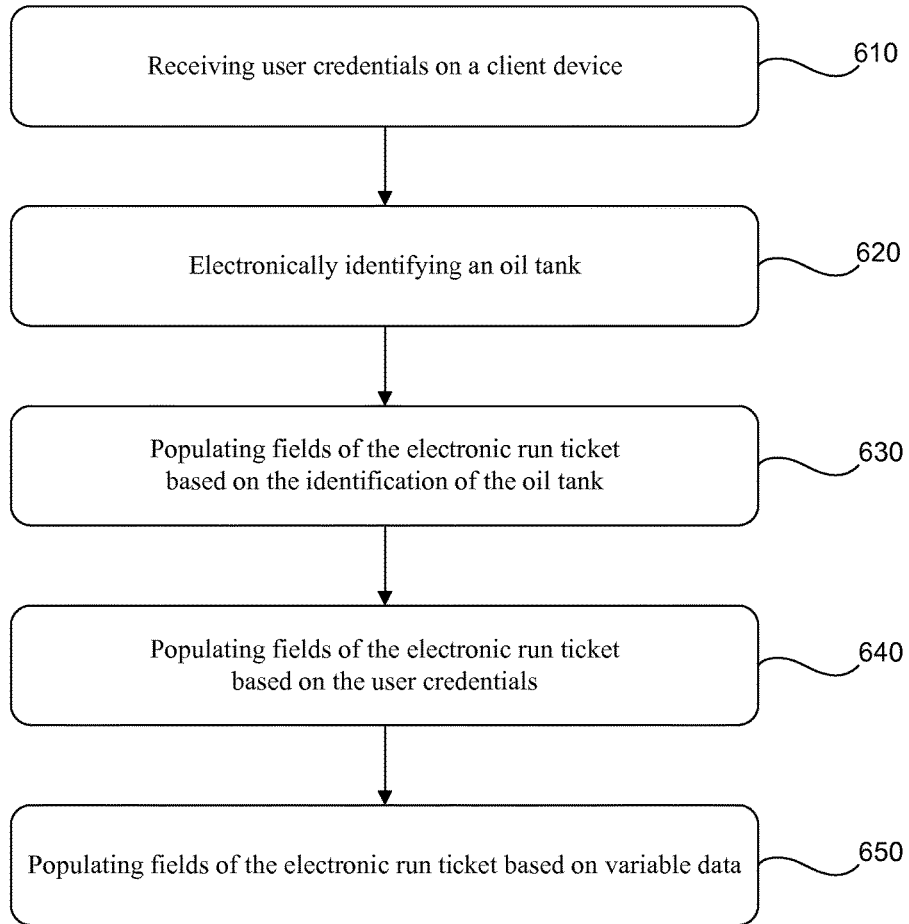 Receiving user credentials on a client device
610
Electronically identifying an oil tank
620
Populating fields of the electronic run ticket
based on the identification of the oil tank
630
Populating fields of the electronic run ticket
based on the user credentials
640
Populating fields of the electronic run ticket based on variable data
650